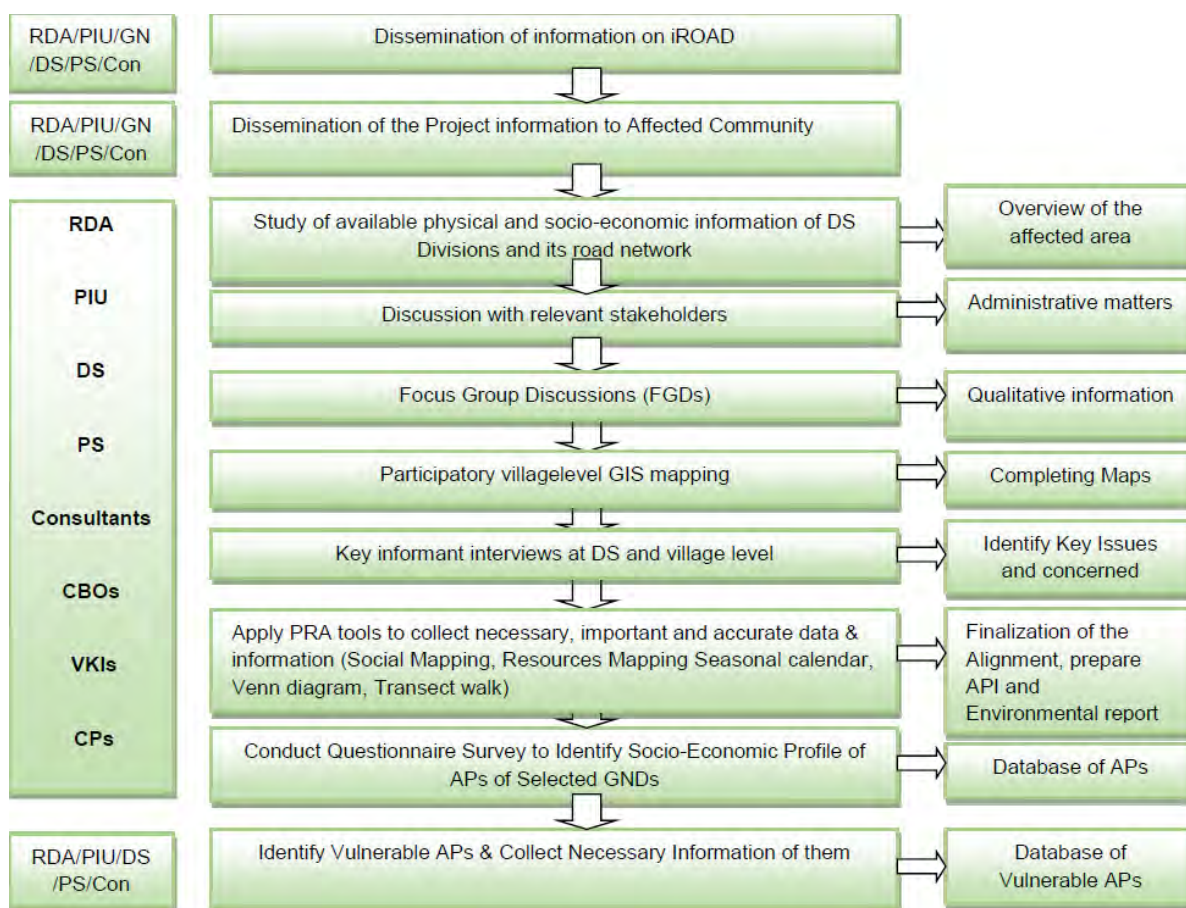 RDA/PIU/GN
/DS/PS/Con
Dissemination of information on iROAD
RDA/PIU/GN
/DS/PS/Con
Dissemination of the Project information to Affected Community
RDA
PIU
DS
PS
Consultants
CBOs
VKIs
CPs
Study of available physical and socio-economic information of DS
Divisions and its road network
Overview of the
affected area
Discussion with relevant stakeholders
Administrative matters
Focus Group Discussions (FGDs)
Qualitative information
Participatory villagelevel GIS mapping
Completing Maps
Key informant interviews at DS and village level
Identify Key Issues
and concerned
Apply PRA tools to collect necessary, important and accurate data &
information (Social Mapping, Resources Mapping Seasonal calendar,
Venn diagram, Transect walk)
Finalization of the
Alignment, prepare
API and
Environmental report
Conduct Questionnaire Survey to Identify Socio-Economic Profile of
APs of Selected GNDs
Database of APs
RDA/PIU/DS
/PS/Con
Identify Vulnerable APs & Collect Necessary Information of them
Database of
Vulnerable APs